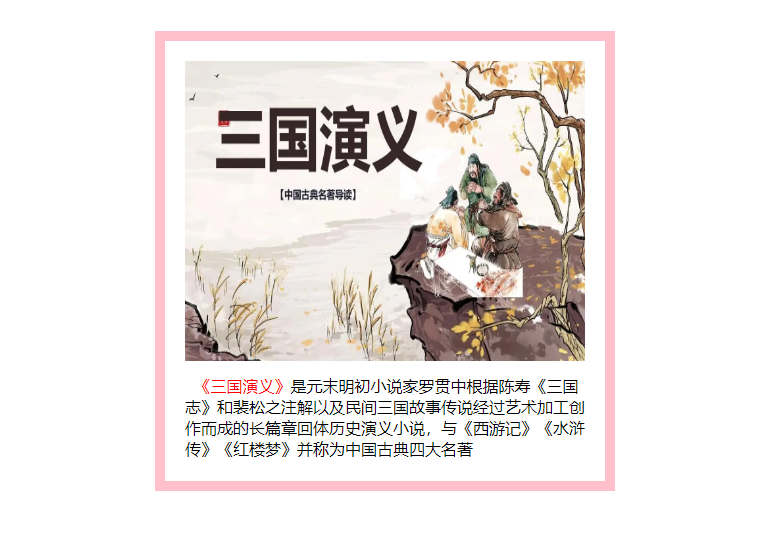 三国演义
【中国古典名著导读】
《三国演义》是元末明初小说家罗贯中根据陈寿《三国
志》和裴松之注解以及民间三国故事传说经过艺术加工创
作而成的长篇章回体历史演义小说，与《西游记》《水浒
传》《红楼梦》并称为中国古典四大名著